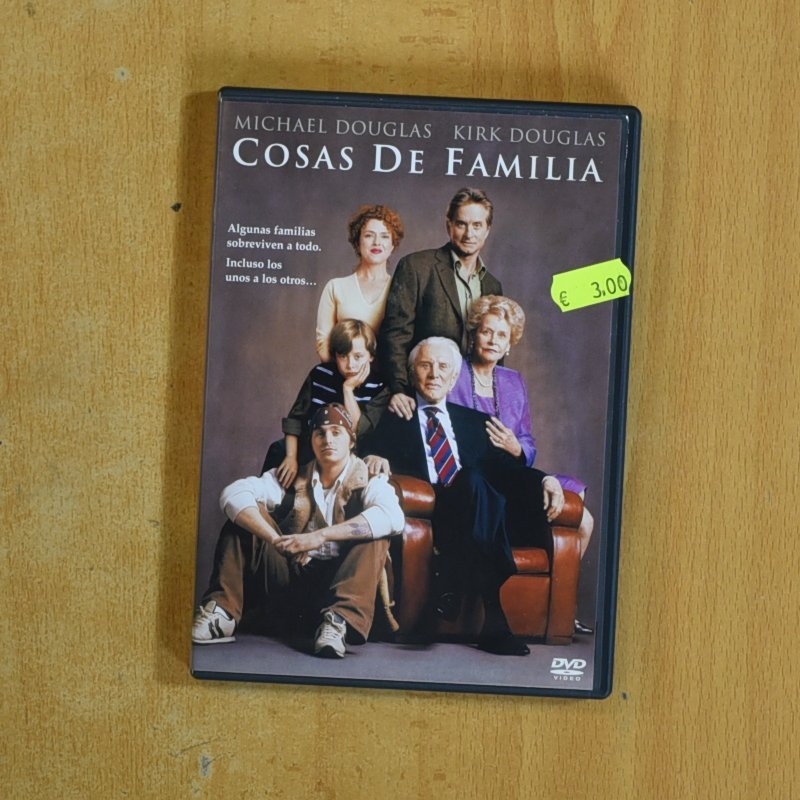 MICHAEL DOUGLAS KIRK DOUGLAS
COSAS DE FAMILIA
Algunas familias
sobreviven a todo.
Incluso los
unos a los otros...
€ 3,00
DVD
VIDEO